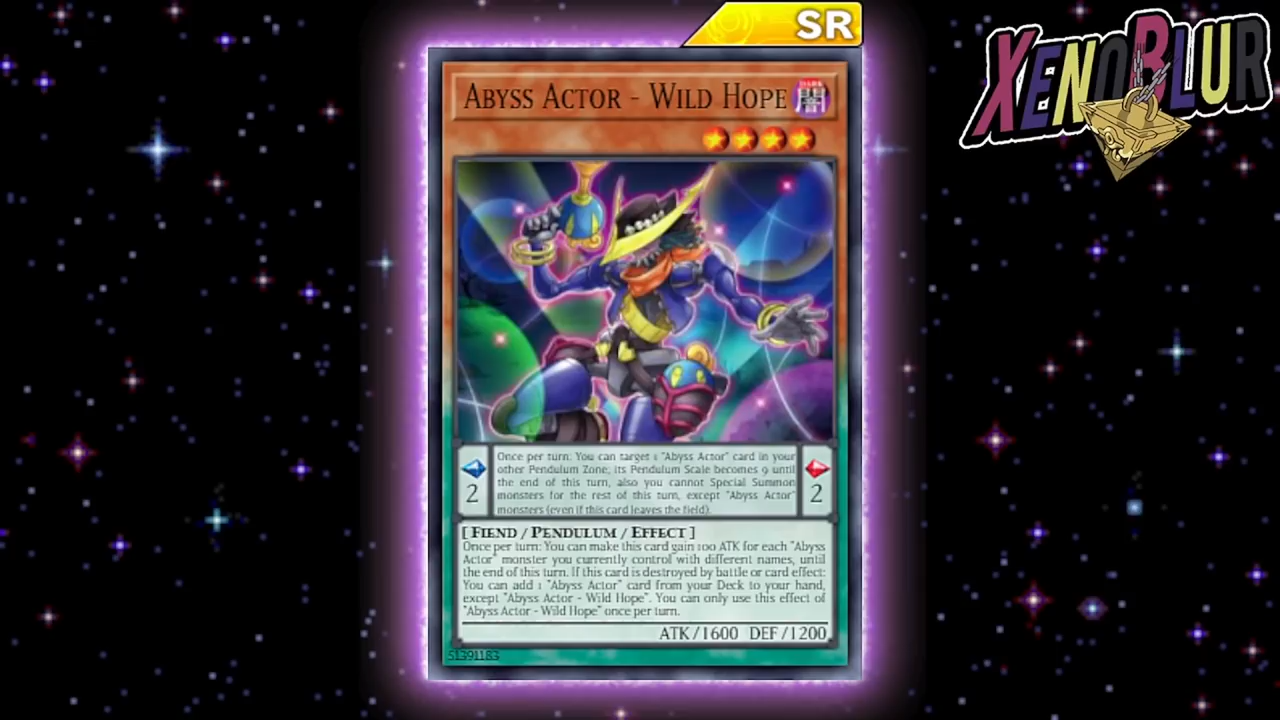 SR
XENOBLUR
ABYSS ACTOR - WILD HOPE
DARK
Once per turn: You can target 1 "Abyss Actor" card in your
other Pendulum Zone; its Pendulum Scale becomes 9 until
the end of this turn, also you cannot Special Summon
monsters for the rest of this turn, except "Abyss Actor"
monsters (even if this card leaves the field).
2
2
[ FIEND / PENDULUM / EFFECT ]
Once per turn: You can make this card gain 100 ATK for each "Abyss
Actor" monster you currently control with different names, until
the end of this turn. If this card is destroyed by battle or card effect:
You can add 1 "Abyss Actor" card from your Deck to your hand,
except "Abyss Actor - Wild Hope". You can only use this effect of
"Abyss Actor - Wild Hope" once per turn.
ATK/1600 DEF/1200
51391183